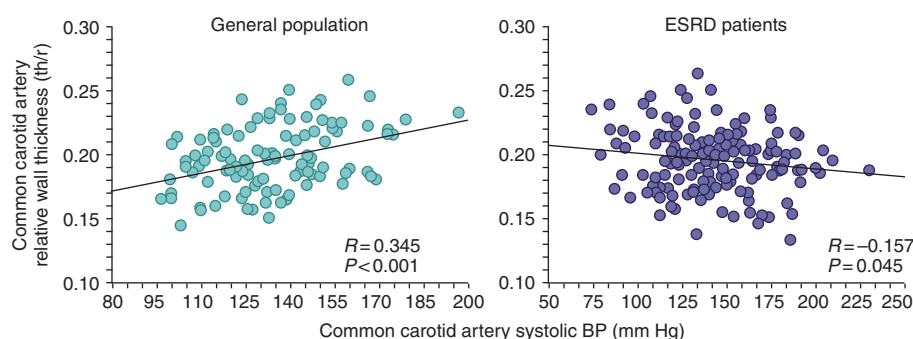 General population
ESRD patients
Common carotid artery
relative wall thickness (th/r)
0.30
0.25
0.20
0.15
0.10
R=0.345
P<0.001
80 95 110 125 140 155 170 185 200
0.30
0.25
0.20
0.15
0.10
R=−0.157
P=0.045
50 75 100 125 150 175 200 225 250
Common carotid artery systolic BP (mm Hg)